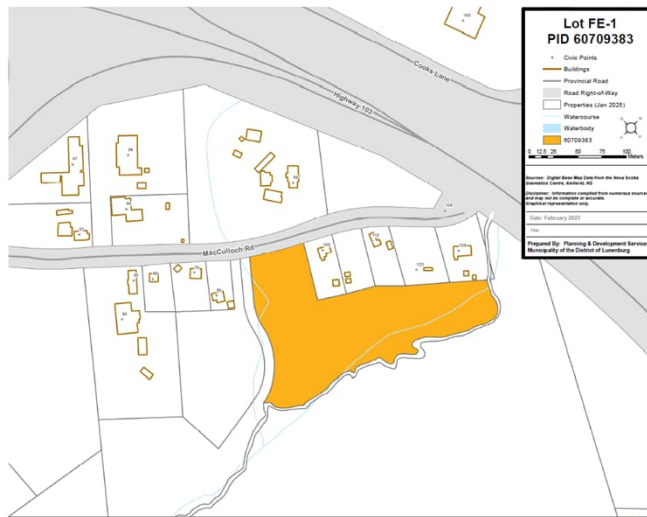 Lot FE-1
PID 60709383
Civic Points
Buildings
Provincial Road
Road Right-of-Way
Properties (Jan 2025)
Watercourse
Waterbody
60709383
0 12.5 25 50 75 100
Meters
Sources: Digital Base Map Data from the Nova Scotia
Geomatics Centre, Amherst, NS
Disclaimer: Information compiled from numerous sources
and may not be complete or accurate.
Graphical representation only.
Date: February 2025
Prepared By: Planning & Development Services
Municipality of the District of Lunenburg
Cooks Lane
Highway 103
MacCulloch Rd